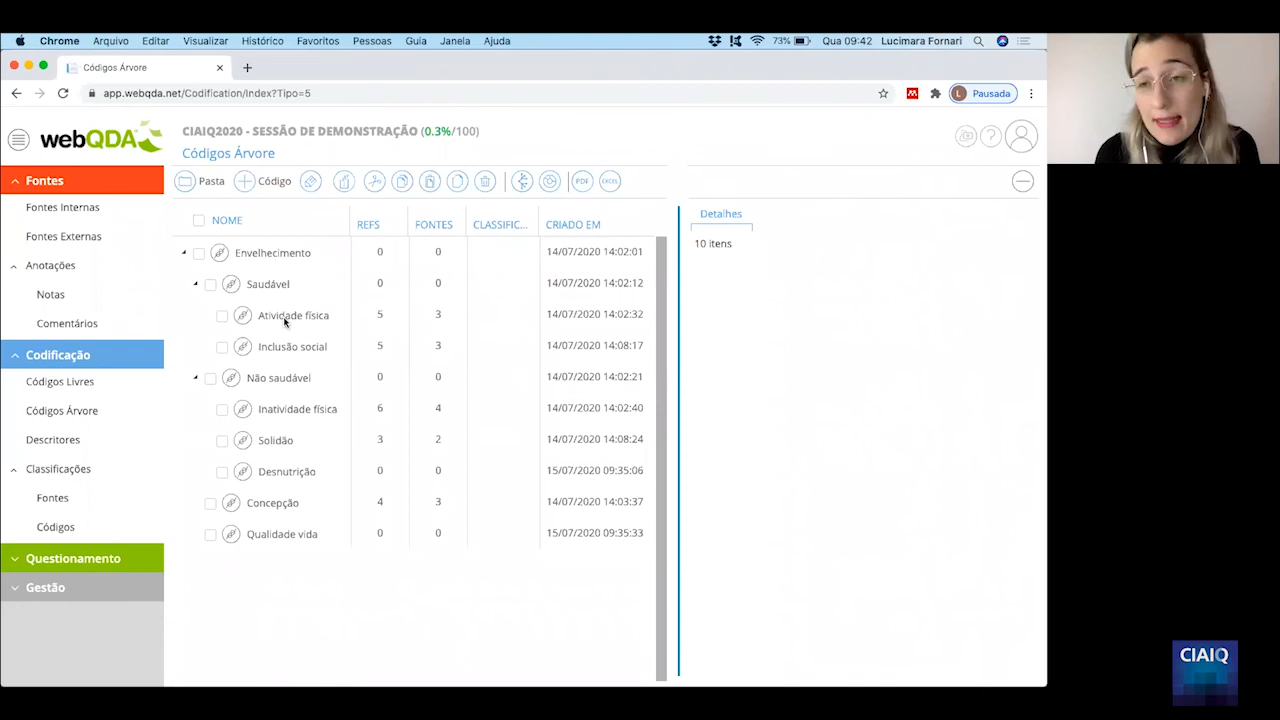 Chrome Arquivo Editar Visualizar Histórico Favoritos Pessoas Guia Janela Ajuda 73% Qua 09:42 Lucimara Fornari
Códigos Árvore
app.webqda.net/Codification/Index?Tipo=5 L Pausada
webQDA
CIAIQ2020 - SESSÃO DE DEMONSTRAÇÃO (0.3%/100)
Códigos Árvore
Pasta Código PDF EXCEL
Fontes
Fontes Internas
Fontes Externas
Anotações
Notas
Comentários
Codificação
Códigos Livres
Códigos Árvore
Descritores
Classificações
Fontes
Códigos
Questionamento
Gestão
NOME REFS FONTES CLASSIFIC... CRIADO EM
Envelhecimento 0 0 14/07/2020 14:02:01
Saudável 0 0 14/07/2020 14:02:12
Atividade física 5 3 14/07/2020 14:02:32
Inclusão social 5 3 14/07/2020 14:08:17
Não saudável 0 0 14/07/2020 14:02:21
Inatividade física 6 4 14/07/2020 14:02:40
Solidão 3 2 14/07/2020 14:08:24
Desnutrição 0 0 15/07/2020 09:35:06
Concepção 4 3 14/07/2020 14:03:37
Qualidade vida 0 0 15/07/2020 09:35:33
Detalhes
10 itens
CIAIQ